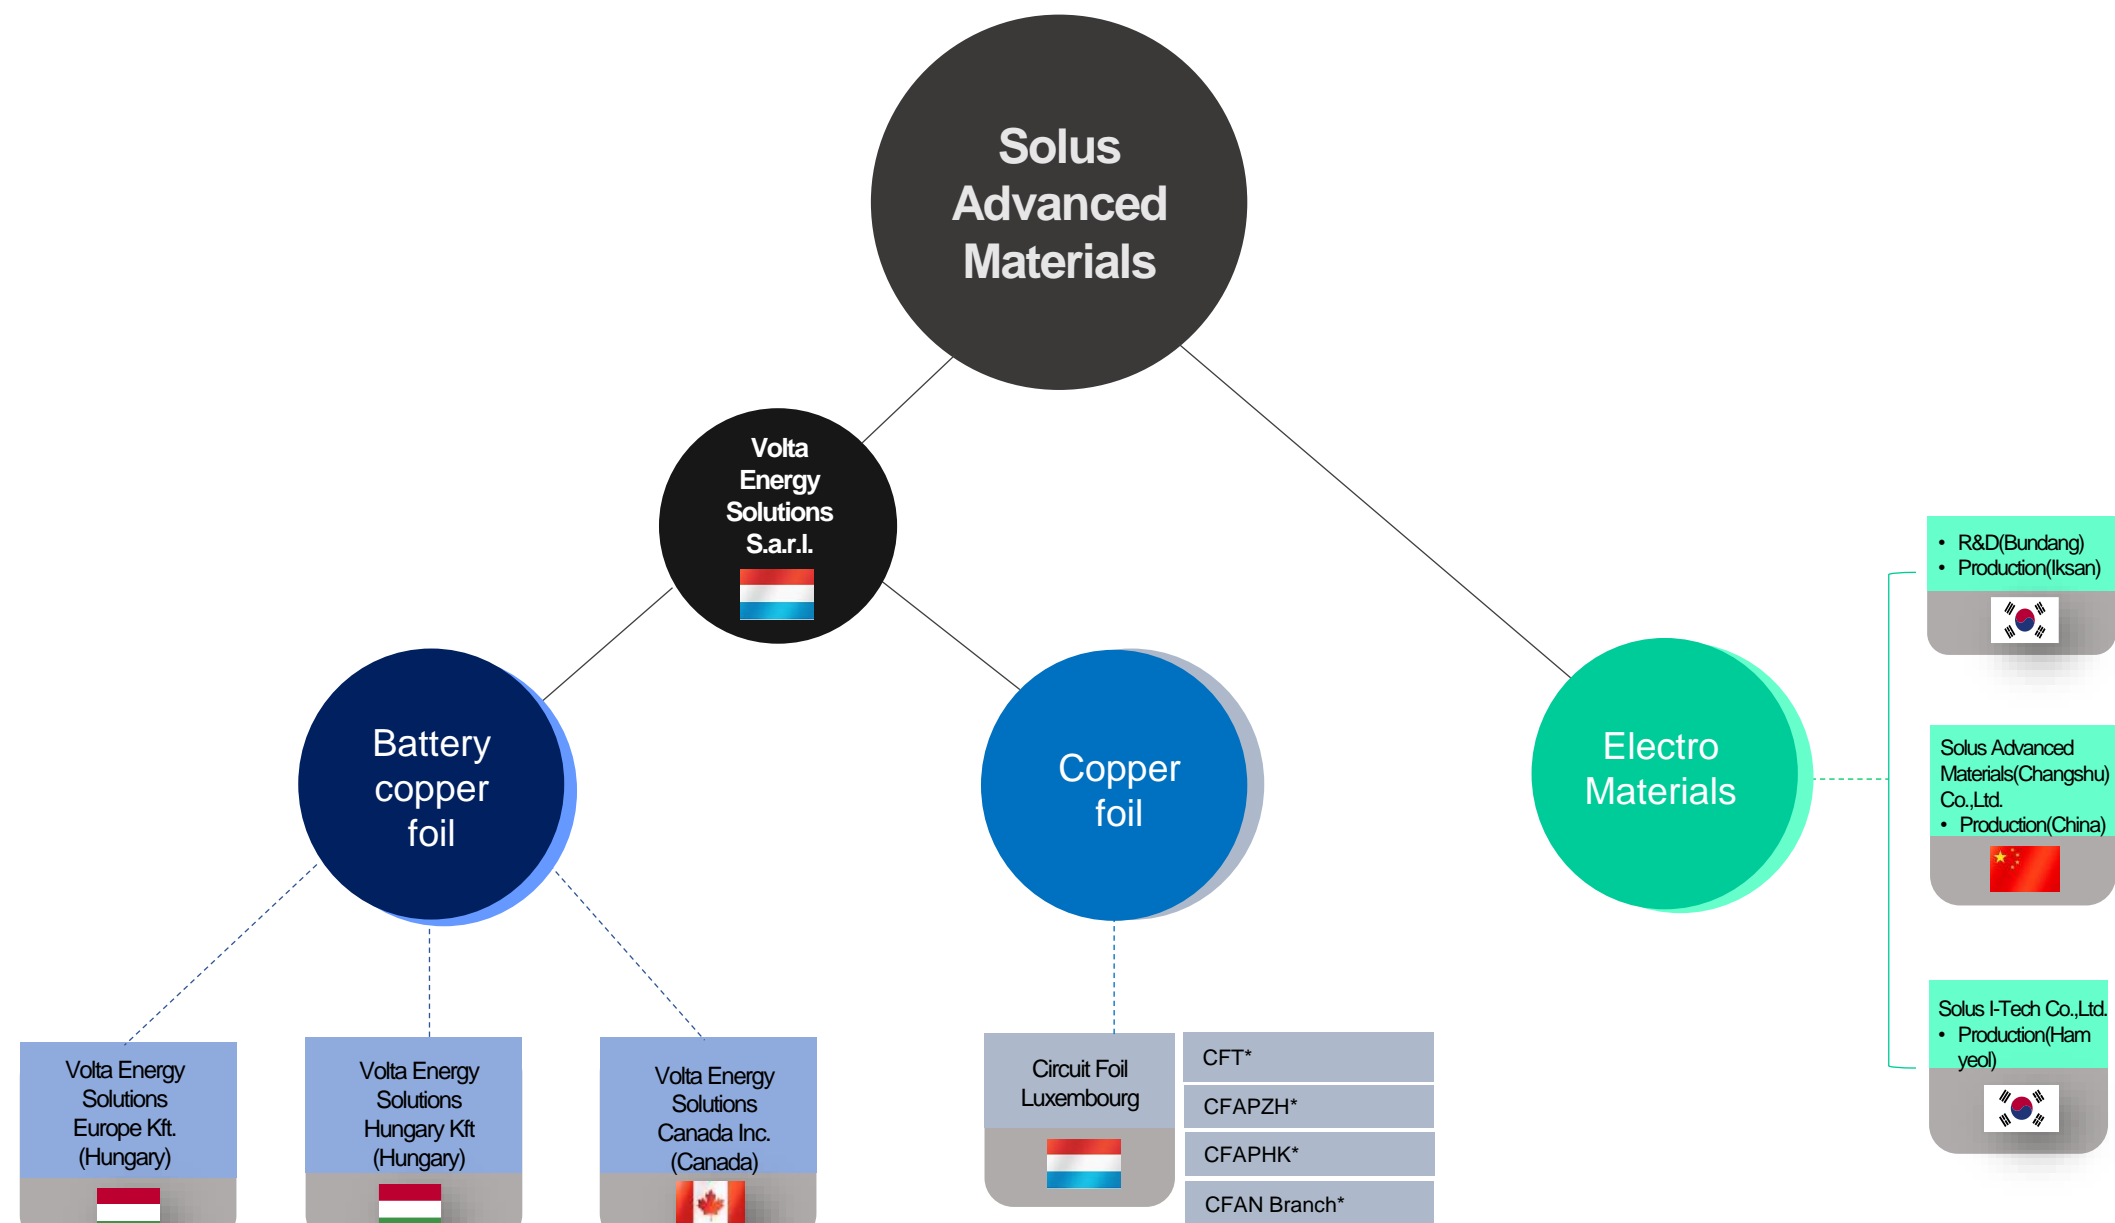 Solus
Advanced
Materials
Volta
Energy
Solutions
S.a.r.l.
Battery
copper
foil
Copper
foil
Electro
Materials
• R&D(Bundang)
• Production(Iksan)
Solus Advanced
Materials(Changshu)
Co.,Ltd.
• Production(China)
Solus I-Tech Co.,Ltd.
• Production(Ham
yeol)
Volta Energy
Solutions
Europe Kft.
(Hungary)
Volta Energy
Solutions
Hungary Kft
(Hungary)
Volta Energy
Solutions
Canada Inc.
(Canada)
Circuit Foil
Luxembourg
CFT*
CFAPZH*
CFAPHK*
CFAN Branch*